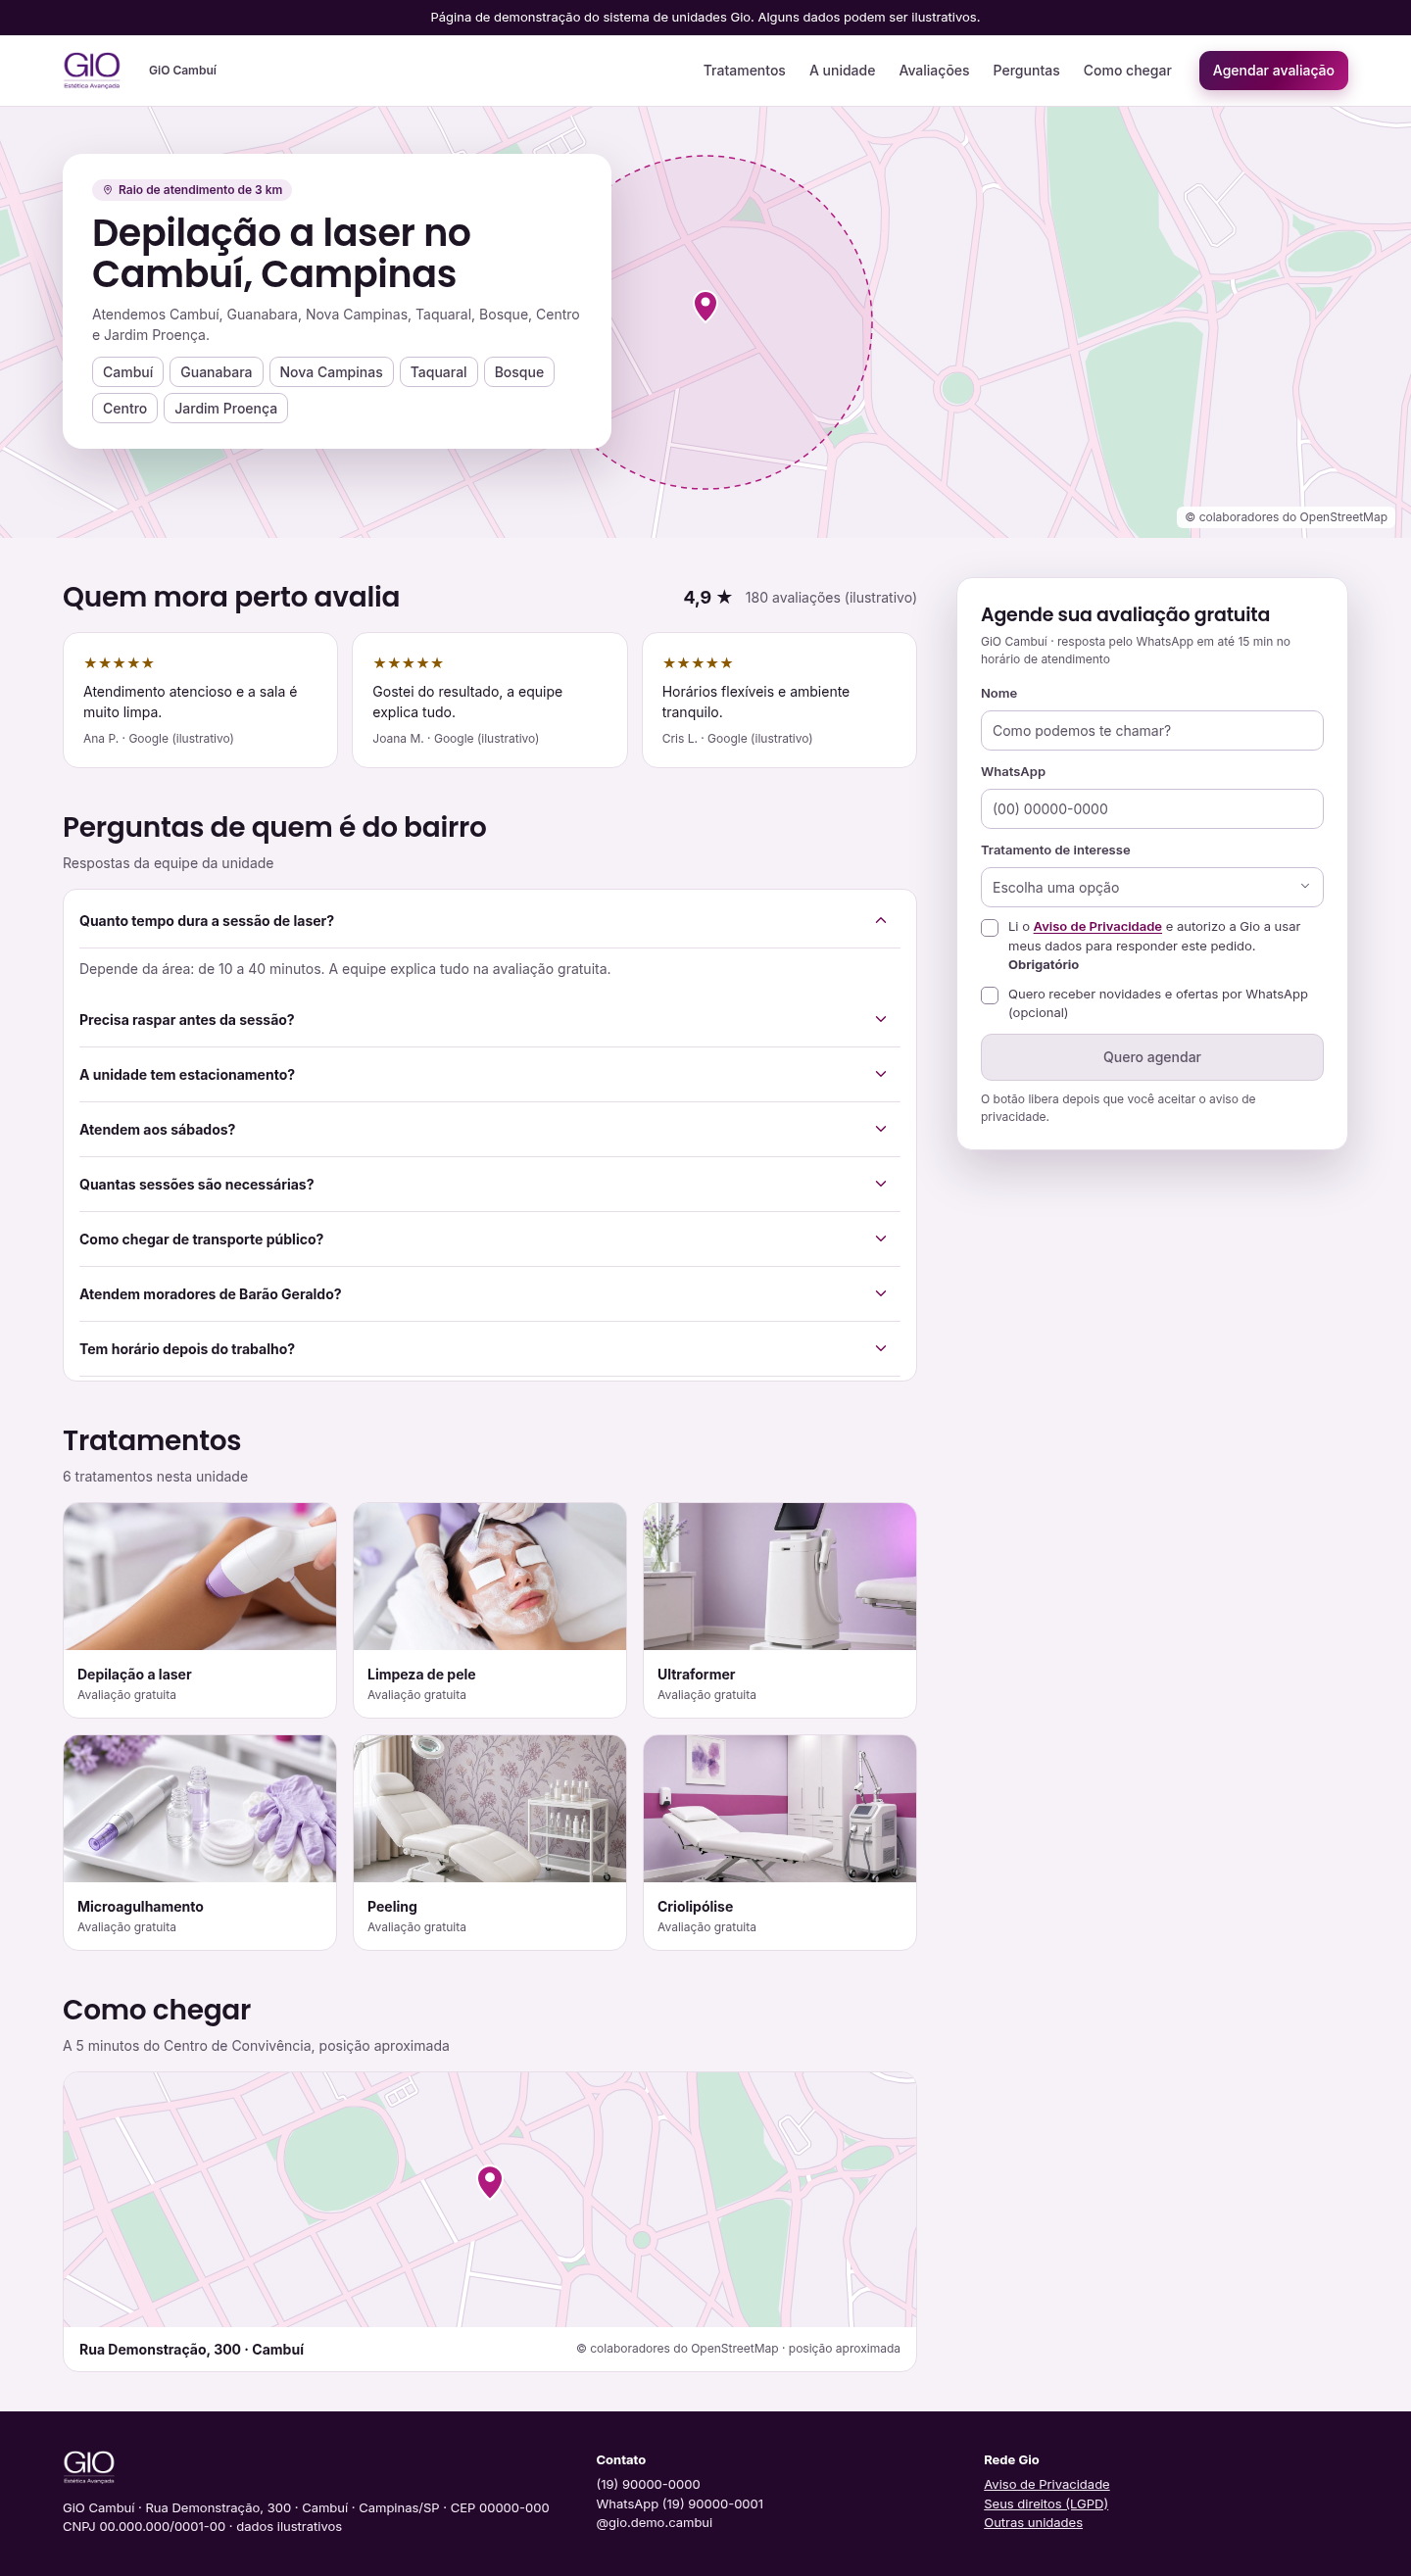 Página de demonstração do sistema de unidades Gio. Alguns dados podem ser ilustrativos.
GIO
Estética Avançada
GIO Cambuí
Tratamentos
A unidade
Avaliações
Perguntas
Como chegar
Agendar avaliação
Raio de atendimento de 3 km
Depilação a laser no
Cambuí, Campinas
Atendemos Cambuí, Guanabara, Nova Campinas, Taquaral, Bosque, Centro
e Jardim Proença.
Cambuí
Guanabara
Nova Campinas
Taquaral
Bosque
Centro
Jardim Proença
© colaboradores do OpenStreetMap
Quem mora perto avalia
4,9 ★ 180 avaliações (ilustrativo)
★★★★★
Atendimento atencioso e a sala é
muito limpa.
Ana P. · Google (ilustrativo)
★★★★★
Gostei do resultado, a equipe
explica tudo.
Joana M. · Google (ilustrativo)
★★★★★
Horários flexíveis e ambiente
tranquilo.
Cris L. · Google (ilustrativo)
Perguntas de quem é do bairro
Respostas da equipe da unidade
Quanto tempo dura a sessão de laser?
Depende da área: de 10 a 40 minutos. A equipe explica tudo na avaliação gratuita.
Precisa raspar antes da sessão?
A unidade tem estacionamento?
Atendem aos sábados?
Quantas sessões são necessárias?
Como chegar de transporte público?
Atendem moradores de Barão Geraldo?
Tem horário depois do trabalho?
Agende sua avaliação gratuita
GIO Cambuí · resposta pelo WhatsApp em até 15 min no
horário de atendimento
Nome
Como podemos te chamar?
WhatsApp
(00) 00000-0000
Tratamento de interesse
Escolha uma opção
Li o Aviso de Privacidade e autorizo a Gio a usar
meus dados para responder este pedido.
Obrigatório
Quero receber novidades e ofertas por WhatsApp
(opcional)
Quero agendar
O botão libera depois que você aceitar o aviso de
privacidade.
Tratamentos
6 tratamentos nesta unidade
Depilação a laser
Avaliação gratuita
Limpeza de pele
Avaliação gratuita
Ultraformer
Avaliação gratuita
Microagulhamento
Avaliação gratuita
Peeling
Avaliação gratuita
Criolipólise
Avaliação gratuita
Como chegar
A 5 minutos do Centro de Convivência, posição aproximada
Rua Demonstração, 300 · Cambuí
© colaboradores do OpenStreetMap · posição aproximada
GIO
Estética Avançada
GIO Cambuí · Rua Demonstração, 300 · Cambuí · Campinas/SP · CEP 00000-000
CNPJ 00.000.000/0001-00 · dados ilustrativos
Contato
(19) 90000-0000
WhatsApp (19) 90000-0001
@gio.demo.cambui
Rede Gio
Aviso de Privacidade
Seus direitos (LGPD)
Outras unidades